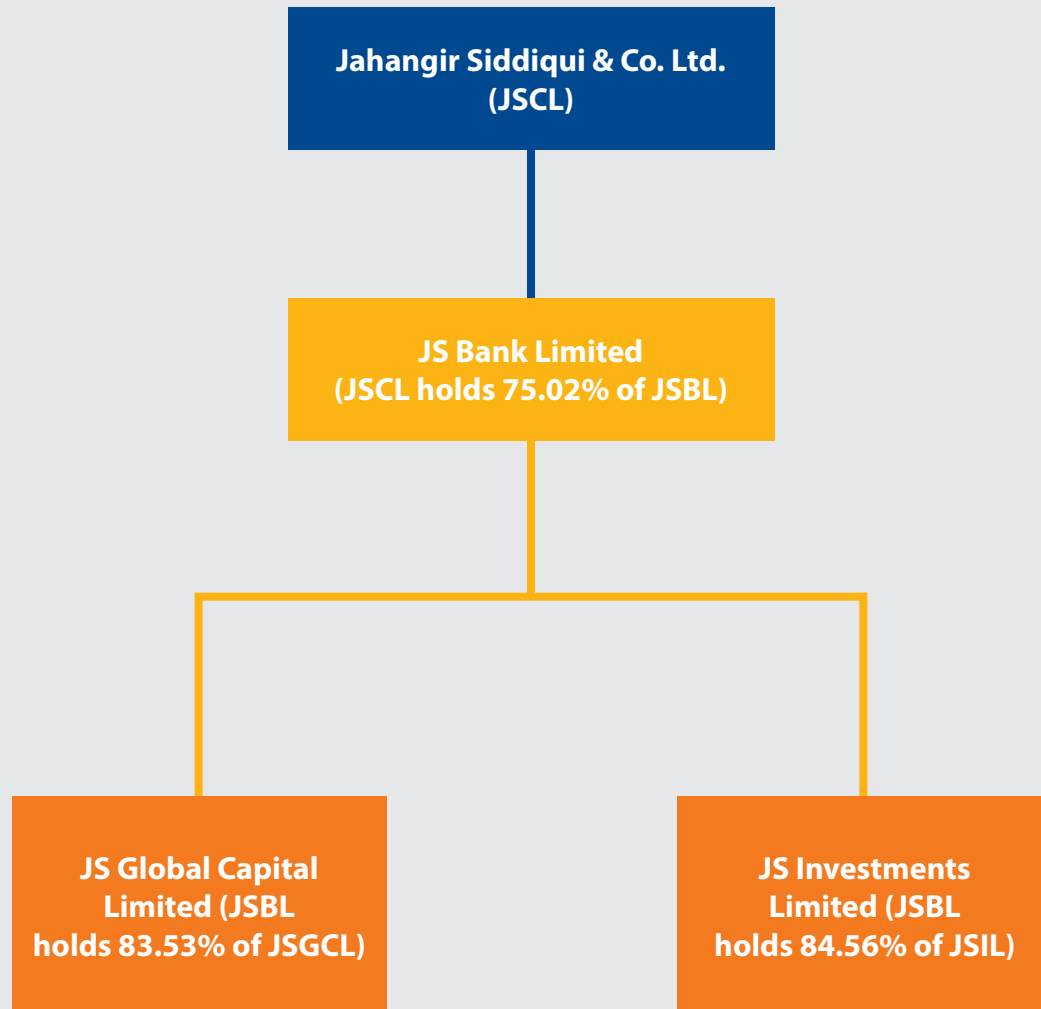 Jahangir Siddiqui & Co. Ltd.
(JSCL)
JS Bank Limited
(JSCL holds 75.02% of JSBL)
JS Global Capital
Limited (JSBL
holds 83.53% of JSGCL)
JS Investments
Limited (JSBL
holds 84.56% of JSIL)